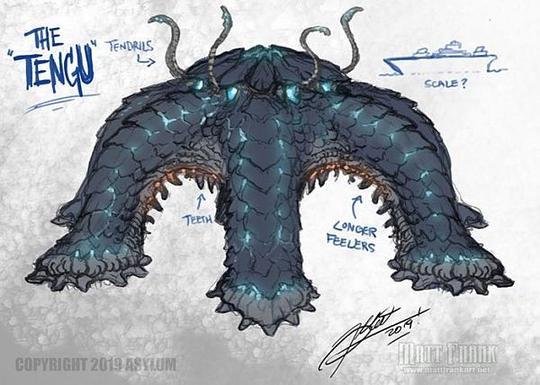 THE
"TENGU"
TENDRILS
SCALE?
TEETH
LONGER
FEELERS
2019
COPYRIGHT 2019 ASYLUM
MATT FRANK
www.mattfrankart.net